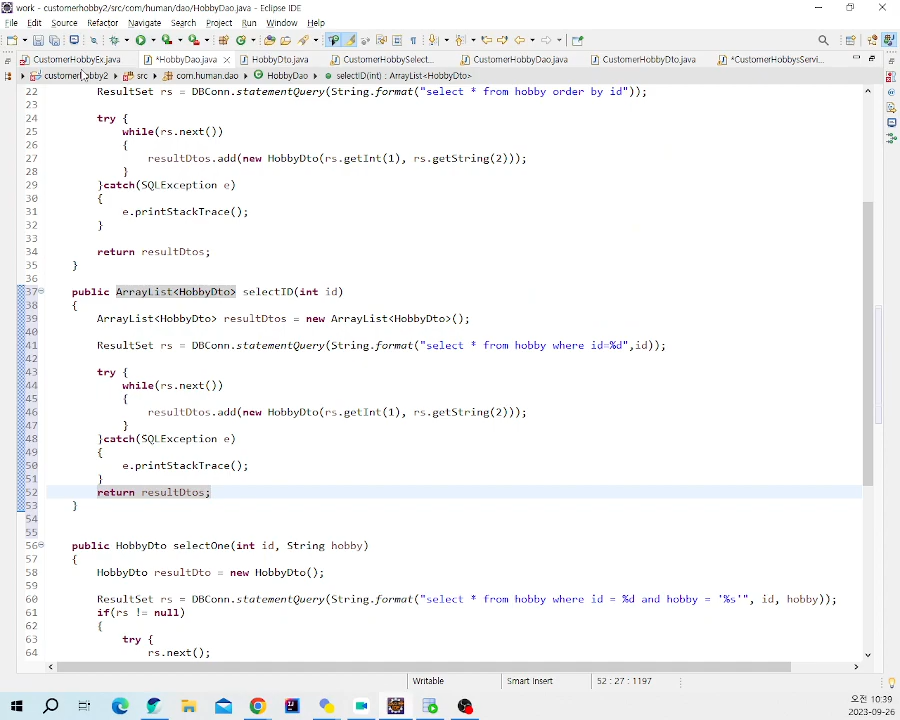 work - customerhobby2/src/com/human/dao/HobbyDao.java - Eclipse IDE
File Edit Source Refactor Navigate Search Project Run Window Help
CustomerHobbyEx.java *HobbyDao.java HobbyDto.java CustomerHobbySelect... CustomerHobbyDao.java CustomerHobbyDto.java *CustomerHobbysServi...
customerhobby2 src com.human.dao HobbyDao selectID(int) : ArrayList<HobbyDto>
22 ResultSet rs = DBConn.statementQuery(String.format("select * from hobby order by id"));
23
24 try {
25 while(rs.next())
26 {
27 resultDtos.add(new HobbyDto(rs.getInt(1), rs.getString(2)));
28 }
29 }catch(SQLException e)
30 {
31 e.printStackTrace();
32 }
33
34 return resultDtos;
35 }
36
37 public ArrayList<HobbyDto> selectID(int id)
38 {
39 ArrayList<HobbyDto> resultDtos = new ArrayList<HobbyDto>();
40
41 ResultSet rs = DBConn.statementQuery(String.format("select * from hobby where id=%d",id));
42
43 try {
44 while(rs.next())
45 {
46 resultDtos.add(new HobbyDto(rs.getInt(1), rs.getString(2)));
47 }
48 }catch(SQLException e)
49 {
50 e.printStackTrace();
51 }
52 return resultDtos;
53 }
54
55
56 public HobbyDto selectOne(int id, String hobby)
57 {
58 HobbyDto resultDto = new HobbyDto();
59
60 ResultSet rs = DBConn.statementQuery(String.format("select * from hobby where id = %d and hobby = '%s'", id, hobby));
61 if(rs != null)
62 {
63 try {
64 rs.next();
Writable Smart Insert 52 : 27 : 1197
오전 10:39
2023-09-26